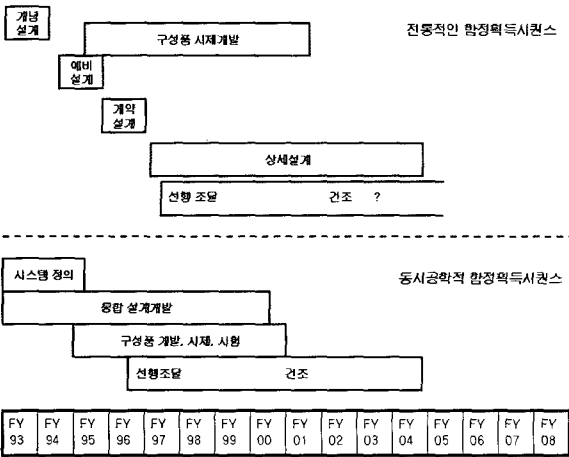 개념
설계
구성품 시제개발
전통적인 함정획득시퀀스
예비
설계
계약
설계
상세설계
선행 조달 건조 ?
시스템 정의
동시공학적 함정획득시퀀스
통합 설계개발
구성품 개발, 시제, 시험
선행조달 건조
FY FY FY FY FY FY FY FY FY FY FY FY FY FY FY FY
93 94 95 96 97 98 99 00 01 02 03 04 05 06 07 08